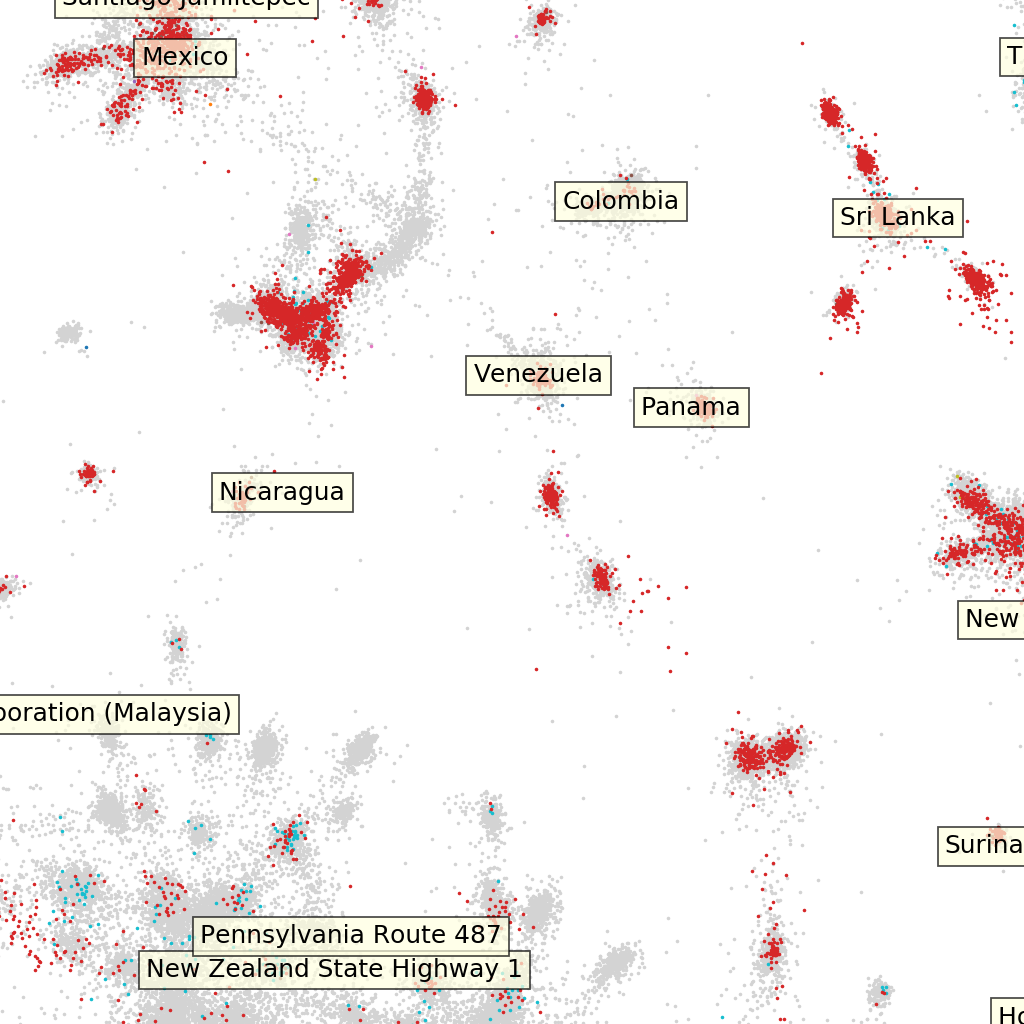 Santiago Jamiltepec
Mexico
T
Colombia
Sri Lanka
Venezuela
Panama
Nicaragua
New
poration (Malaysia)
Surina
Pennsylvania Route 487
New Zealand State Highway 1
Ho